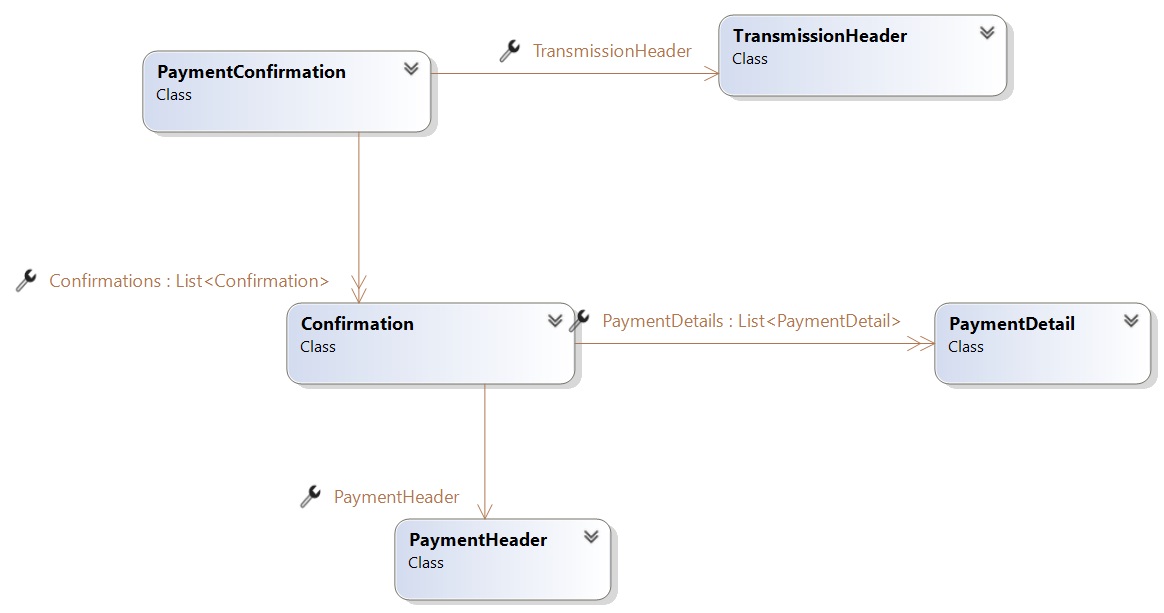 TransmissionHeader
TransmissionHeader
Class
PaymentConfirmation
Class
Confirmations : List<Confirmation>
Confirmation
Class
PaymentDetails : List<PaymentDetail>
PaymentDetail
Class
PaymentHeader
PaymentHeader
Class